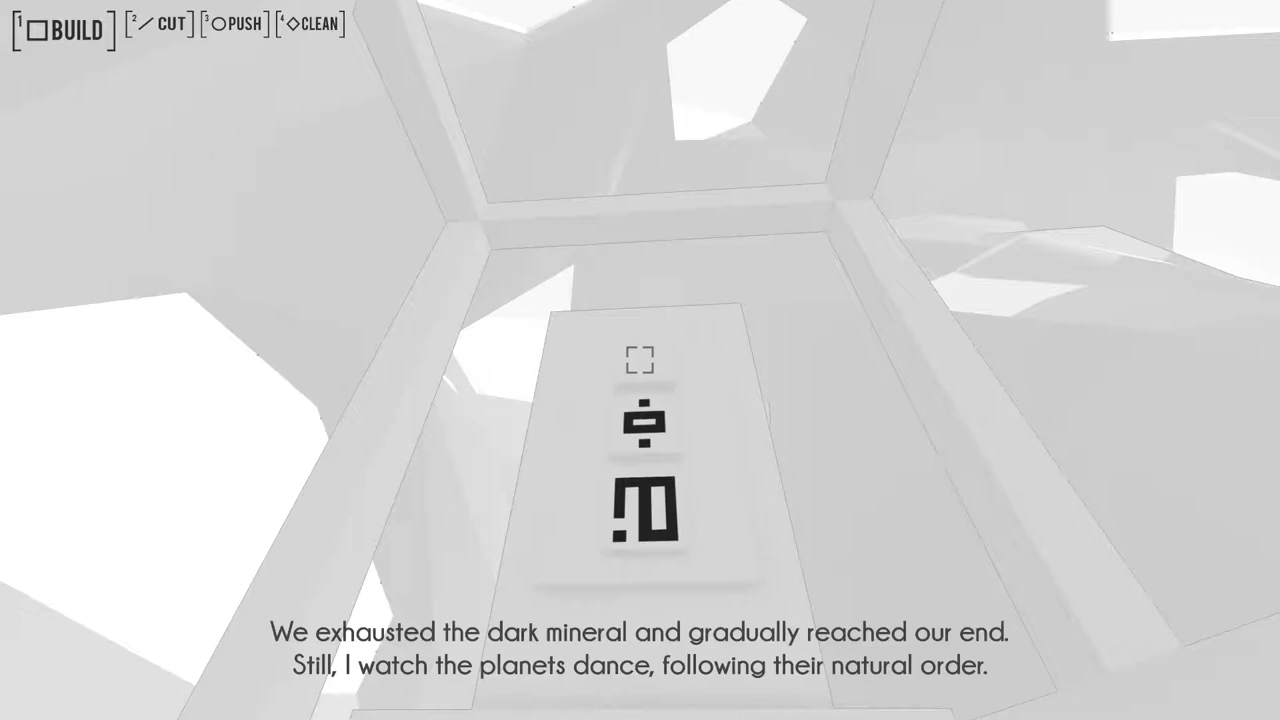 1 BUILD 2 CUT 3 PUSH 4 CLEAN
We exhausted the dark mineral and gradually reached our end.
Still, I watch the planets dance, following their natural order.